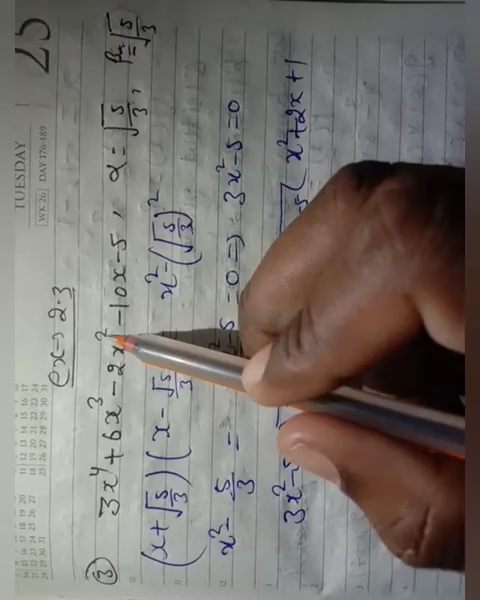 25
TUESDAY
WK 26 DAY 176-189
ex → 2.3
③ 3x⁴ + 6x³ - 2x² - 10x - 5, α = √5/3, β = -√5/3
(x + √5/3) (x - √5/3) x² - (√5/3)²
x² - 5/3 = - 5 = 0 ⇒ 3x² - 5 = 0
3x² - 5 x² + 2x + 1